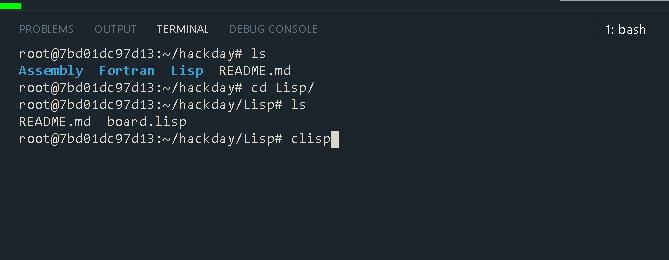 PROBLEMS OUTPUT TERMINAL DEBUG CONSOLE 1: bash
root@7bd01dc97d13:~/hackday# ls
Assembly Fortran Lisp README.md
root@7bd01dc97d13:~/hackday# cd Lisp/
root@7bd01dc97d13:~/hackday/Lisp# ls
README.md board.lisp
root@7bd01dc97d13:~/hackday/Lisp# clisp